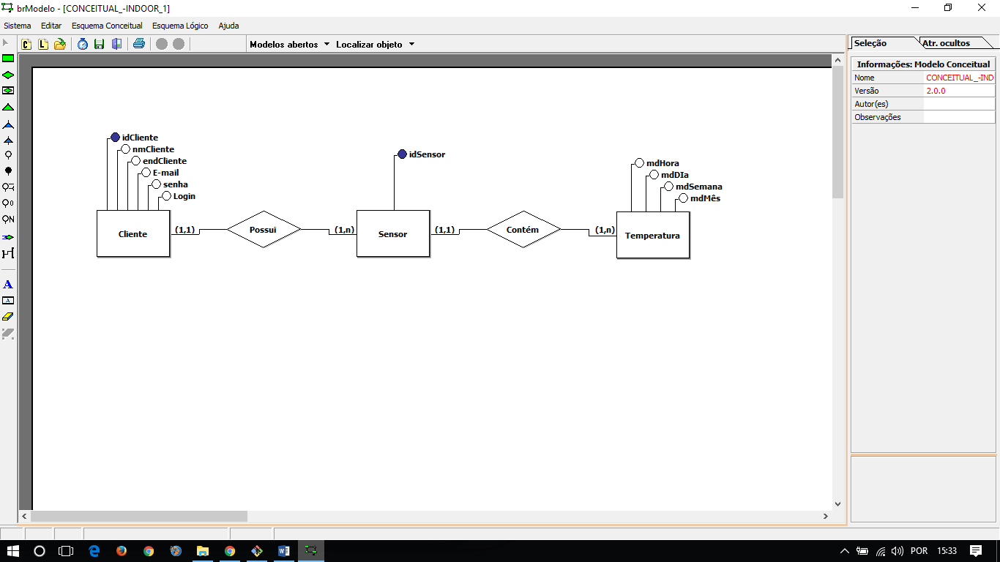 brModelo - [CONCEITUAL_-INDOOR_1]
Sistema Editar Esquema Conceitual Esquema Lógico Ajuda
Modelos abertos Localizar objeto
Seleção Atr. ocultos
Informações: Modelo Conceitual
Nome CONCEITUAL_-IND
Versão 2.0.0
Autor(es)
Observações
idCliente
nmCliente
endCliente
E-mail
senha
Login
idSensor
mdHora
mdDIa
mdSemana
mdMês
Cliente (1,1) Possui (1,n) Sensor (1,1) Contém (1,n) Temperatura
POR 15:33